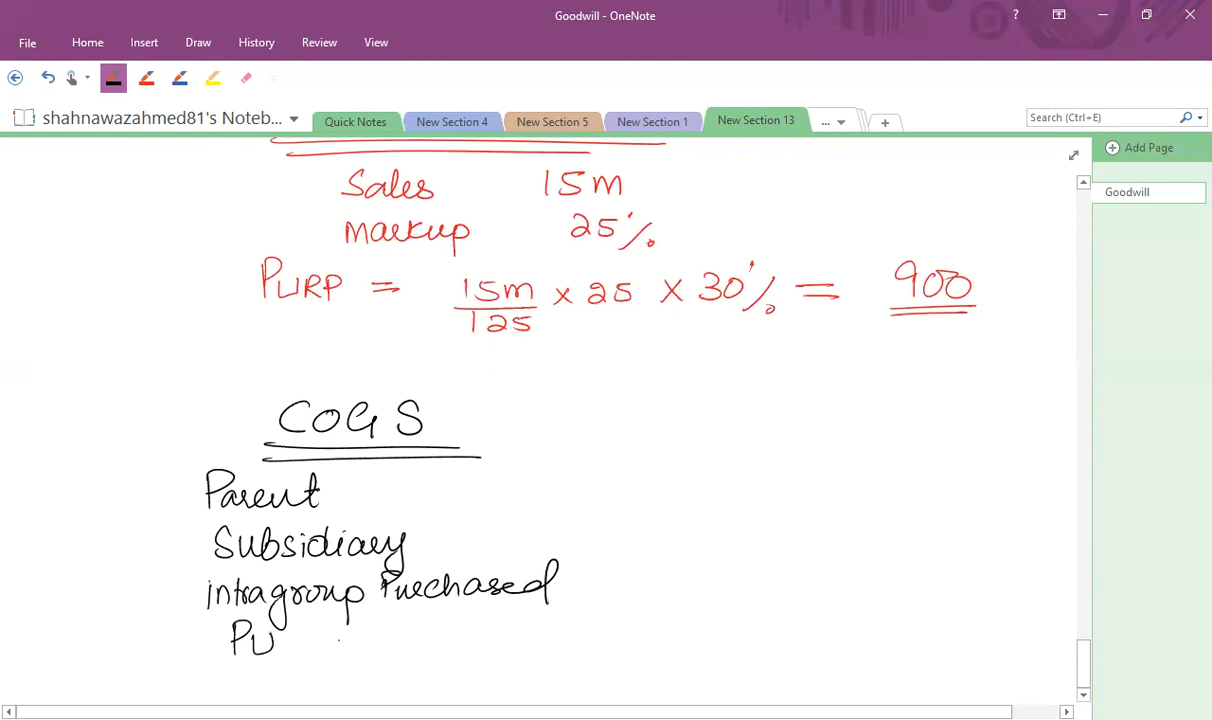 Goodwill - OneNote
?
File Home Insert Draw History Review View
shahnawazahmed81's Noteb... Quick Notes New Section 4 New Section 5 New Section 1 New Section 13 ... + Search (Ctrl+E)
Add Page
Goodwill
Sales 15m
markup 25%
PURP = 15m/125 × 25 × 30% = 900
COGS
Parent
Subsidiary
intragroup Purchased
PU